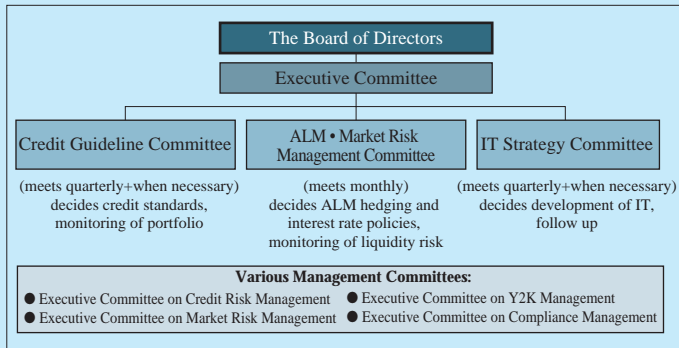 The Board of Directors
Executive Committee
Credit Guideline Committee
ALM • Market Risk
Management Committee
IT Strategy Committee
(meets quarterly+when necessary)
decides credit standards,
monitoring of portfolio
(meets monthly)
decides ALM hedging and
interest rate policies,
monitoring of liquidity risk
(meets quarterly+when necessary)
decides development of IT,
follow up
Various Management Committees:
● Executive Committee on Credit Risk Management
● Executive Committee on Y2K Management
● Executive Committee on Market Risk Management
● Executive Committee on Compliance Management